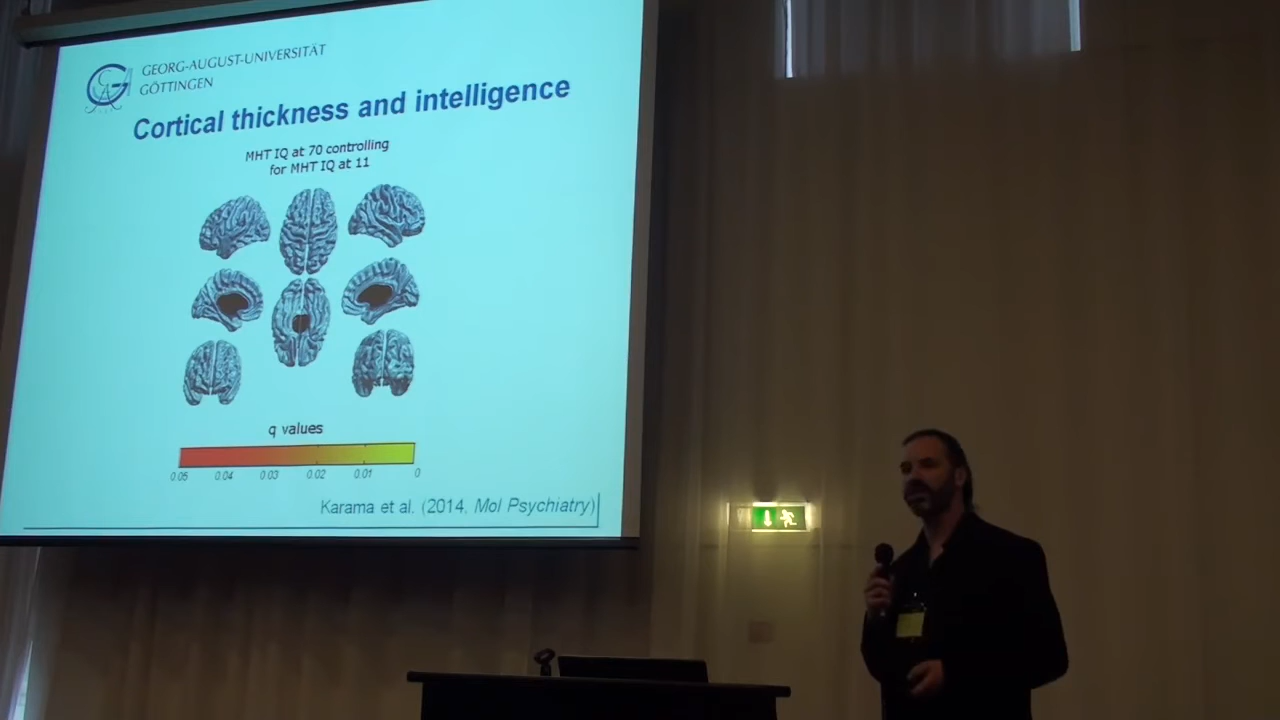 GEORG-AUGUST-UNIVERSITÄT
GÖTTINGEN
Cortical thickness and intelligence
MHT IQ at 70 controlling
for MHT IQ at 11
q values
0.05 0.04 0.03 0.02 0.01 0
Karama et al. (2014, Mol Psychiatry)